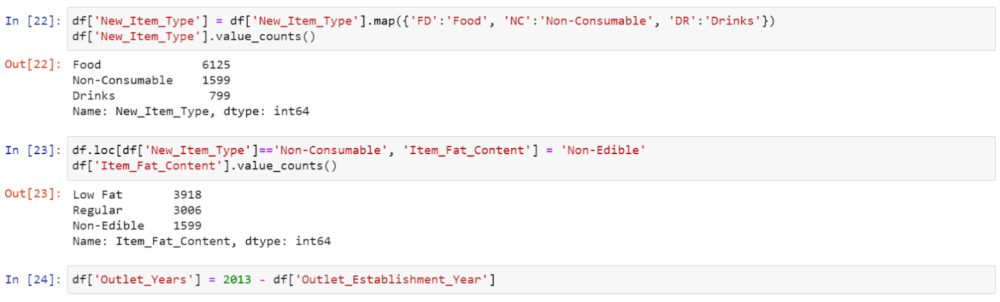 In [22]: df['New_Item_Type'] = df['New_Item_Type'].map({'FD':'Food', 'NC':'Non-Consumable', 'DR':'Drinks'})
df['New_Item_Type'].value_counts()
Out[22]: Food 6125
Non-Consumable 1599
Drinks 799
Name: New_Item_Type, dtype: int64
In [23]: df.loc[df['New_Item_Type']=='Non-Consumable', 'Item_Fat_Content'] = 'Non-Edible'
df['Item_Fat_Content'].value_counts()
Out[23]: Low Fat 3918
Regular 3006
Non-Edible 1599
Name: Item_Fat_Content, dtype: int64
In [24]: df['Outlet_Years'] = 2013 - df['Outlet_Establishment_Year']